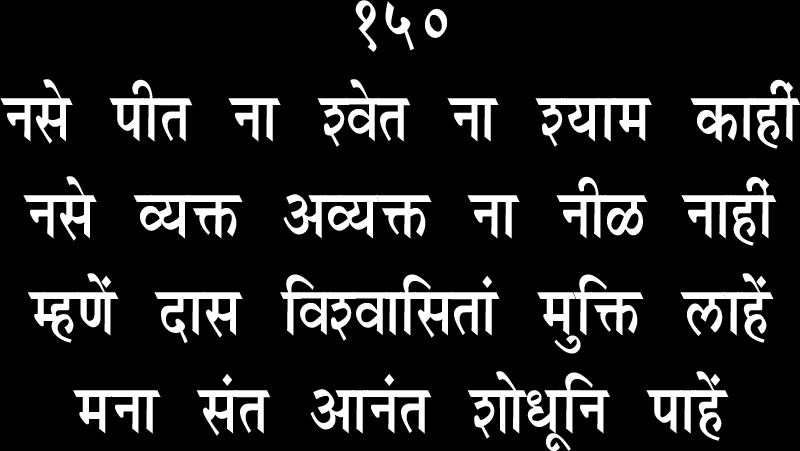 १५०
नसे पीत ना श्वेत ना श्याम काहीं
नसे व्यक्त अव्यक्त ना नीळ नाहीं
म्हणें दास विश्वासितां मुक्ति लाहें
मना संत आनंत शोधूनि पाहें